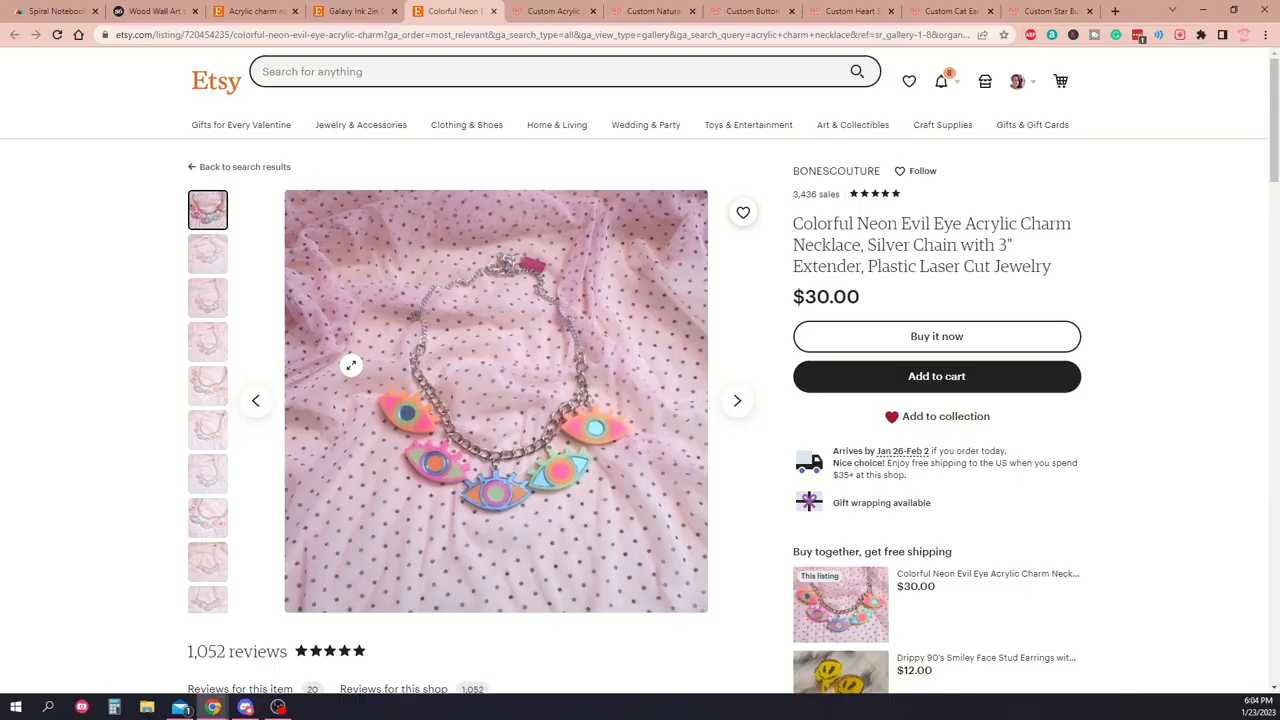 Spiral Notebook
Wood Wall Art
Acrylic charm ne
Galaxy Ink 2in C
Colorful Neon E
Custom Acrylic
Custom Natural
Custom Button
Custom Heart S
Custom Cat Ear
Custom Star Bo
etsy.com/listing/720454235/colorful-neon-evil-eye-acrylic-charm?ga_order=most_relevant&ga_search_type=all&ga_view_type=gallery&ga_search_query=acrylic+charm+necklace&ref=sr_gallery-1-8&organ...
Etsy
Search for anything
8
Gifts for Every Valentine
Jewelry & Accessories
Clothing & Shoes
Home & Living
Wedding & Party
Toys & Entertainment
Art & Collectibles
Craft Supplies
Gifts & Gift Cards
Back to search results
BONESCOUTURE
Follow
3,436 sales
Colorful Neon Evil Eye Acrylic Charm
Necklace, Silver Chain with 3"
Extender, Plastic Laser Cut Jewelry
$30.00
Buy it now
Add to cart
Add to collection
Arrives by Jan 26-Feb 2 if you order today.
Nice choice! Enjoy free shipping to the US when you spend
$35+ at this shop.
Gift wrapping available
Buy together, get free shipping
This listing
Colorful Neon Evil Eye Acrylic Charm Neck...
$30.00
Drippy 90's Smiley Face Stud Earrings wit...
$12.00
1,052 reviews
Reviews for this item 20
Reviews for this shop 1,052
6:04 PM
1/23/2023